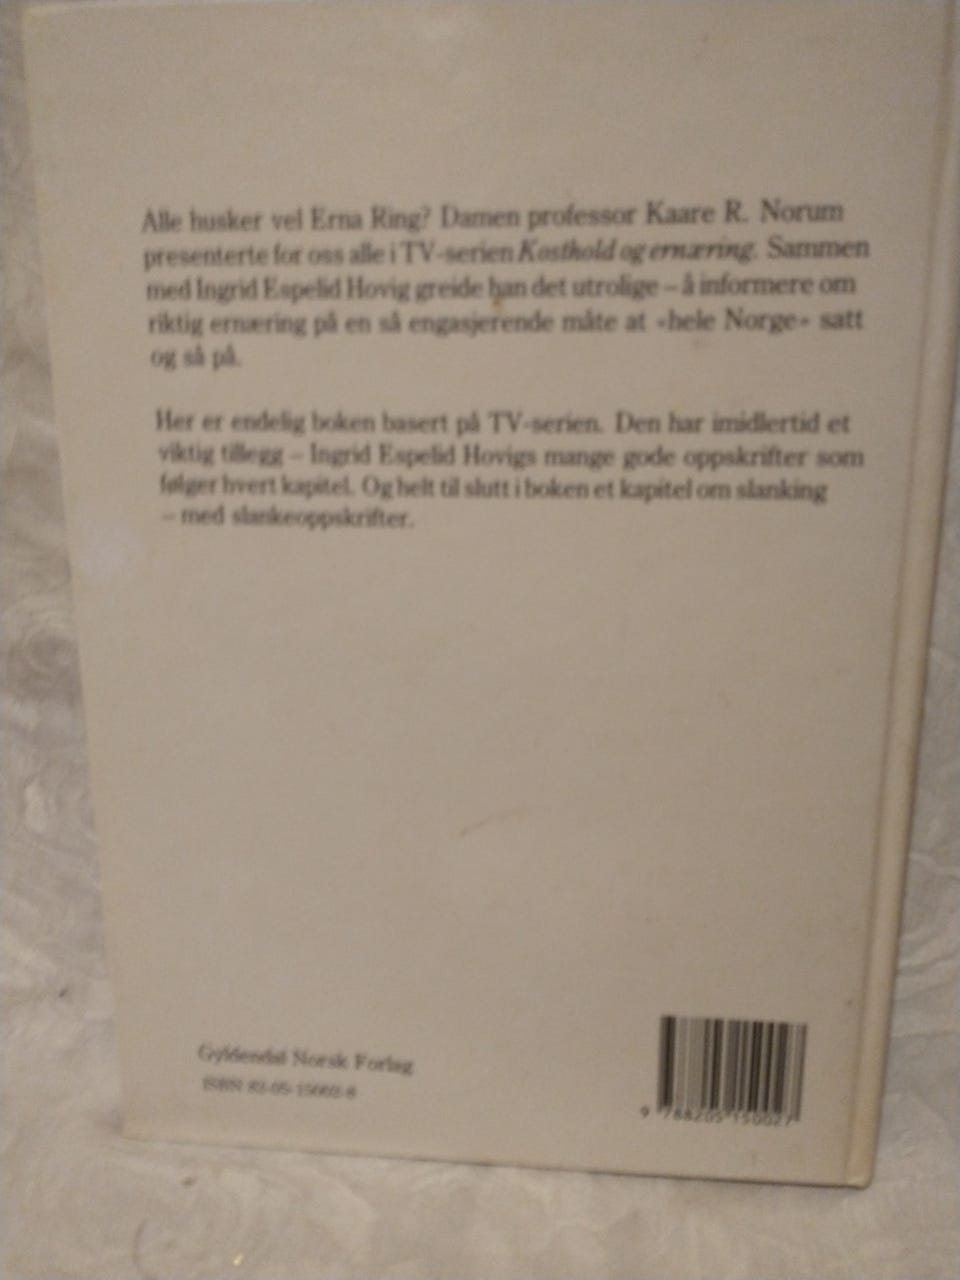 Alle husker vel Erna Ring? Damen professor Kaare R. Norum
presenterte for oss alle i TV-serien Kosthold og ernæring. Sammen
med Ingrid Espelid Hovig greide han det utrolige – å informere om
riktig ernæring på en så engasjerende måte at «hele Norge» satt
og så på.
Her er endelig boken basert på TV-serien. Den har imidlertid et
viktig tillegg – Ingrid Espelid Hovigs mange gode oppskrifter som
følger hvert kapitel. Og helt til slutt i boken et kapitel om slanking
– med slankeoppskrifter.
Gyldendal Norsk Forlag
ISBN
9 788205 150027